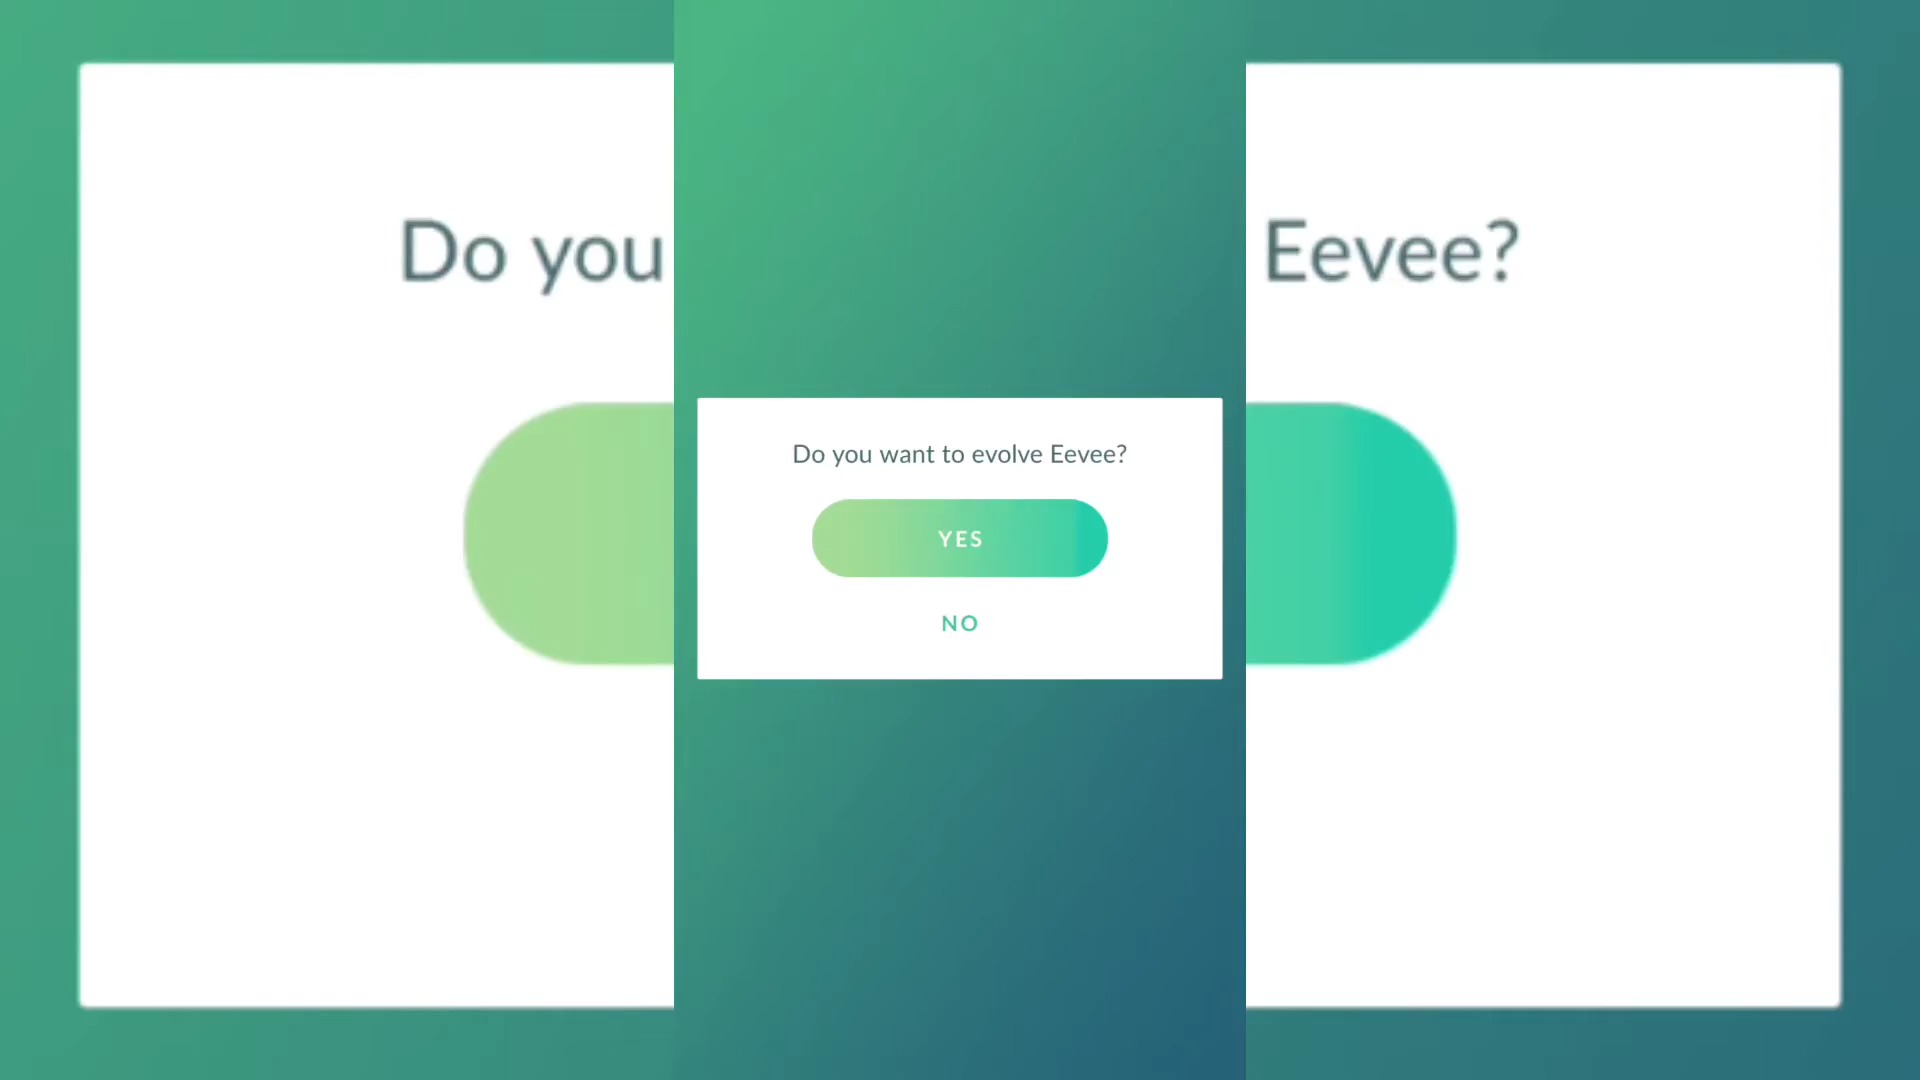 Do you want to evolve Eevee?
YES
NO
Do you
Eevee?